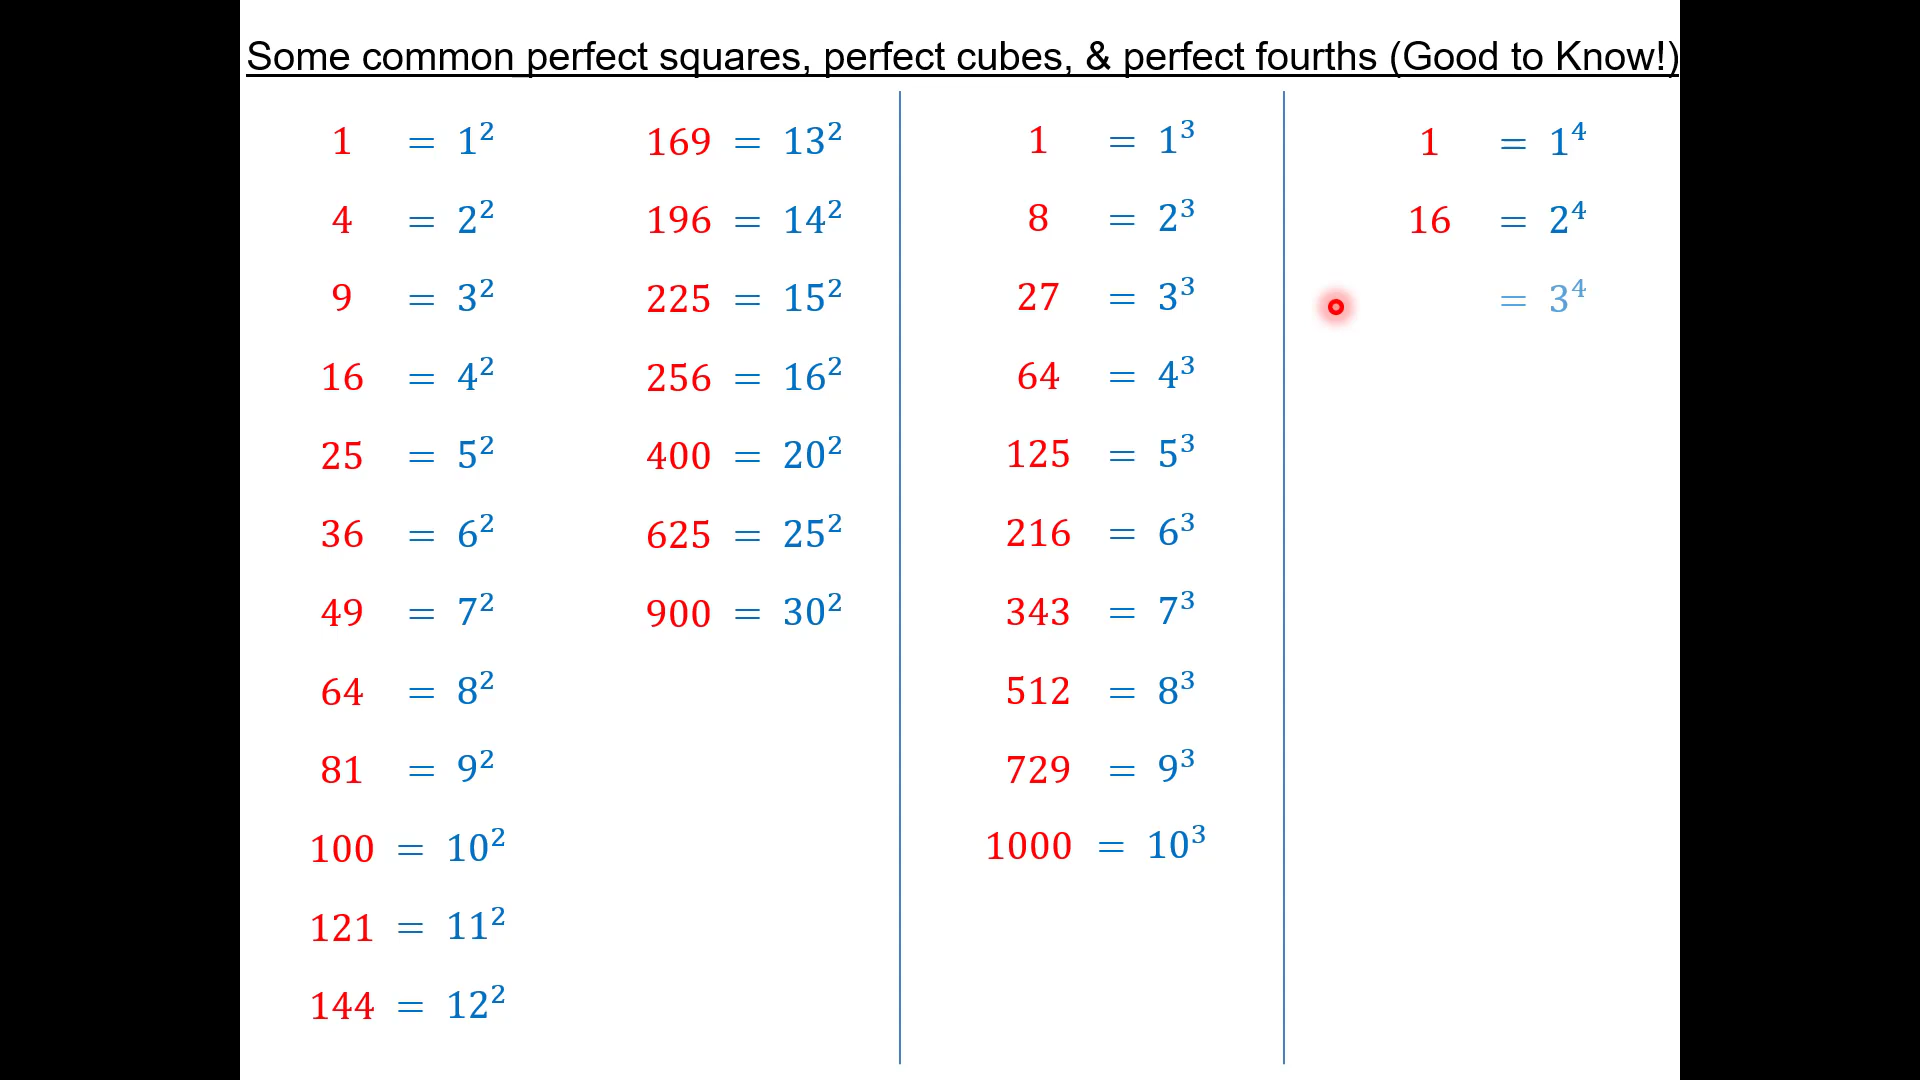 Some common perfect squares, perfect cubes, & perfect fourths (Good to Know!)
1 = 1²
4 = 2²
9 = 3²
16 = 4²
25 = 5²
36 = 6²
49 = 7²
64 = 8²
81 = 9²
100 = 10²
121 = 11²
144 = 12²
169 = 13²
196 = 14²
225 = 15²
256 = 16²
400 = 20²
625 = 25²
900 = 30²
1 = 1³
8 = 2³
27 = 3³
64 = 4³
125 = 5³
216 = 6³
343 = 7³
512 = 8³
729 = 9³
1000 = 10³
1 = 1⁴
16 = 2⁴
= 3⁴